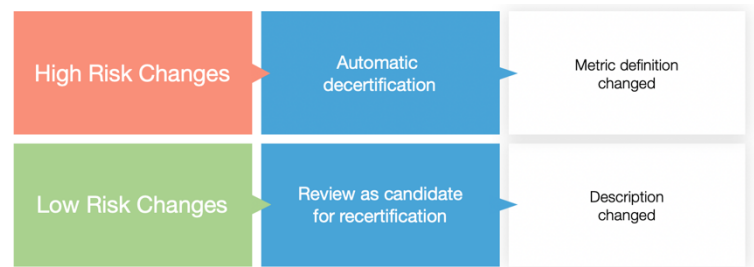 High Risk Changes
Automatic
decertification
Metric definition
changed
Low Risk Changes
Review as candidate
for recertification
Description
changed